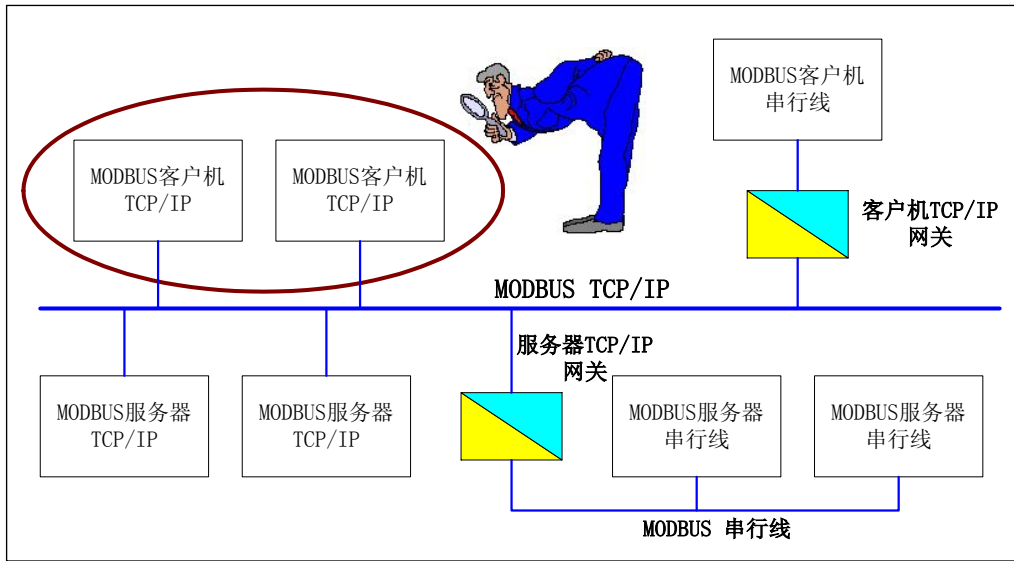 MODBUS客户机
串行线
MODBUS客户机
TCP/IP
MODBUS客户机
TCP/IP
客户机TCP/IP
网关
MODBUS TCP/IP
服务器TCP/IP
网关
MODBUS服务器
TCP/IP
MODBUS服务器
TCP/IP
MODBUS服务器
串行线
MODBUS服务器
串行线
MODBUS 串行线